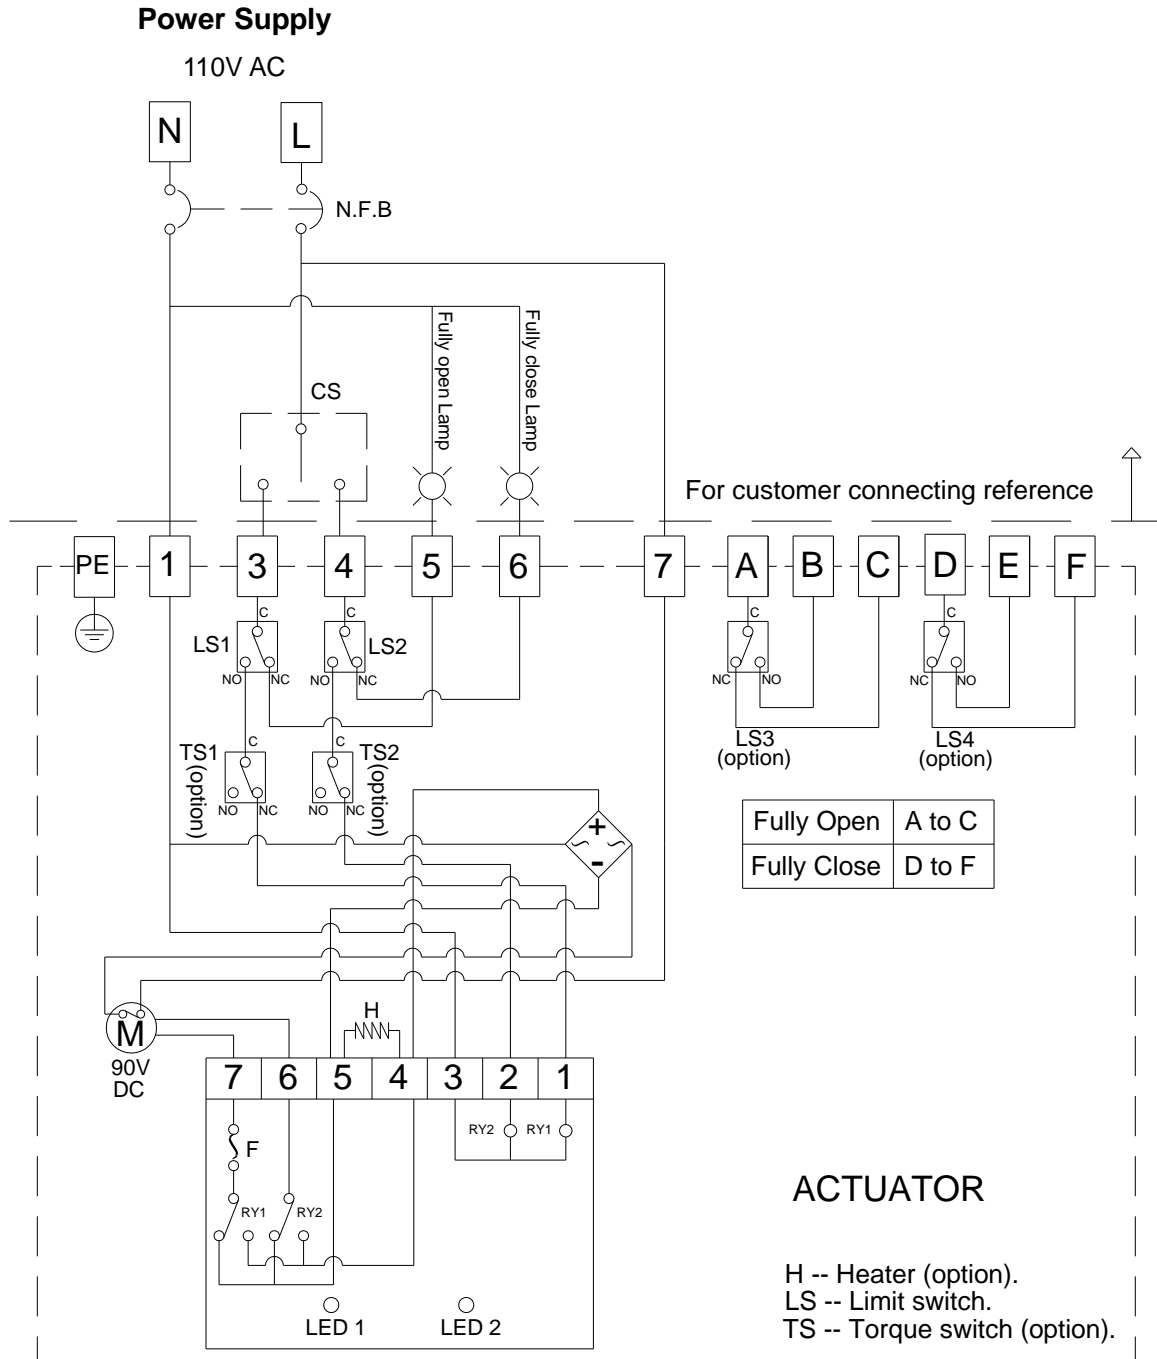 Power Supply
110V AC
N
L
N.F.B
Fully open Lamp
Fully close Lamp
CS
For customer connecting reference
PE
1
3
4
5
6
7
A
B
C
D
E
F
C
C
C
C
LS1
LS2
NO
NC
NO
NC
NC
NO
NC
NO
LS3
(option)
LS4
(option)
TS1
(option)
C
C
TS2
(option)
NO
NC
NO
NC
+
-
Fully Open
A to C
Fully Close
D to F
H
M
90V
DC
7
6
5
4
3
2
1
RY2
RY1
F
RY1
RY2
LED 1
LED 2
ACTUATOR
H -- Heater (option).
LS -- Limit switch.
TS -- Torque switch (option).